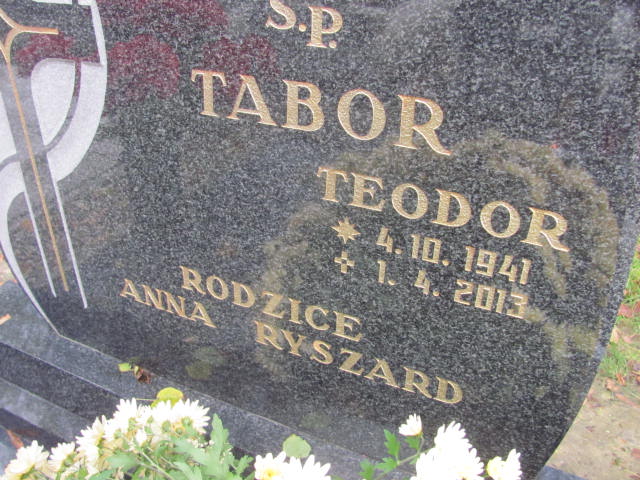 S.P.
TABOR
TEODOR
* 4.10.1941
+ 1.4.2013
RODZICE
ANNA RYSZARD